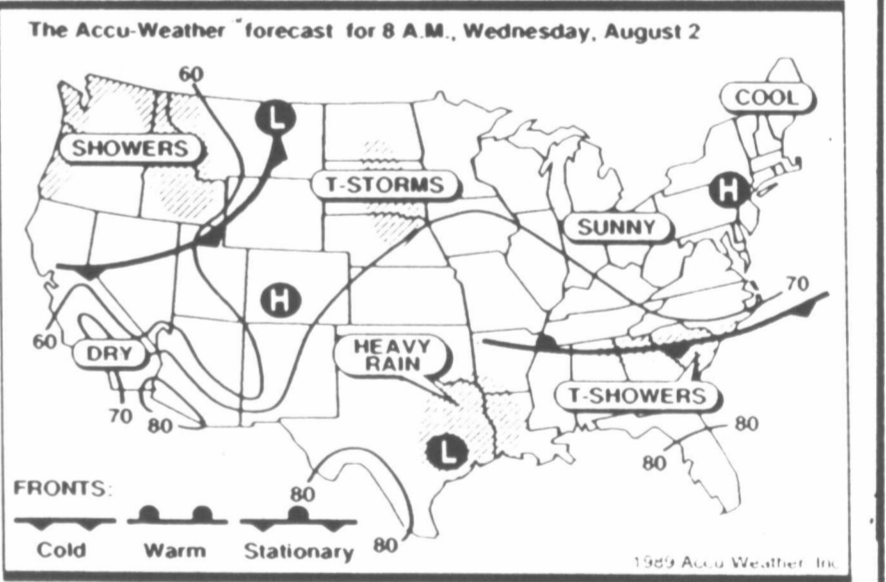 The Accu-Weather forecast for 8 A.M., Wednesday, August 2
60
COOL
L
SHOWERS
T-STORMS
H
SUNNY
H
70
60
DRY
HEAVY
RAIN
T-SHOWERS
70
80
80
L
80
FRONTS:
80
80
Cold
Warm
Stationary
1989 Accu Weather Inc